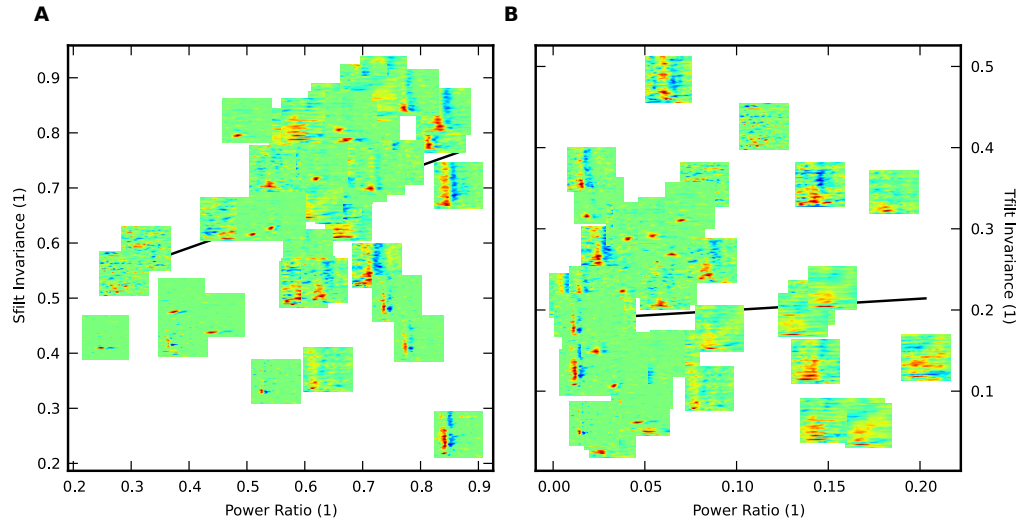 A
B
0.9
0.8
0.7
0.6
0.5
0.4
0.3
0.2
Sfilt Invariance (1)
0.2 0.3 0.4 0.5 0.6 0.7 0.8 0.9
Power Ratio (1)
0.5
0.4
0.3
0.2
0.1
Tfilt Invariance (1)
0.00 0.05 0.10 0.15 0.20
Power Ratio (1)